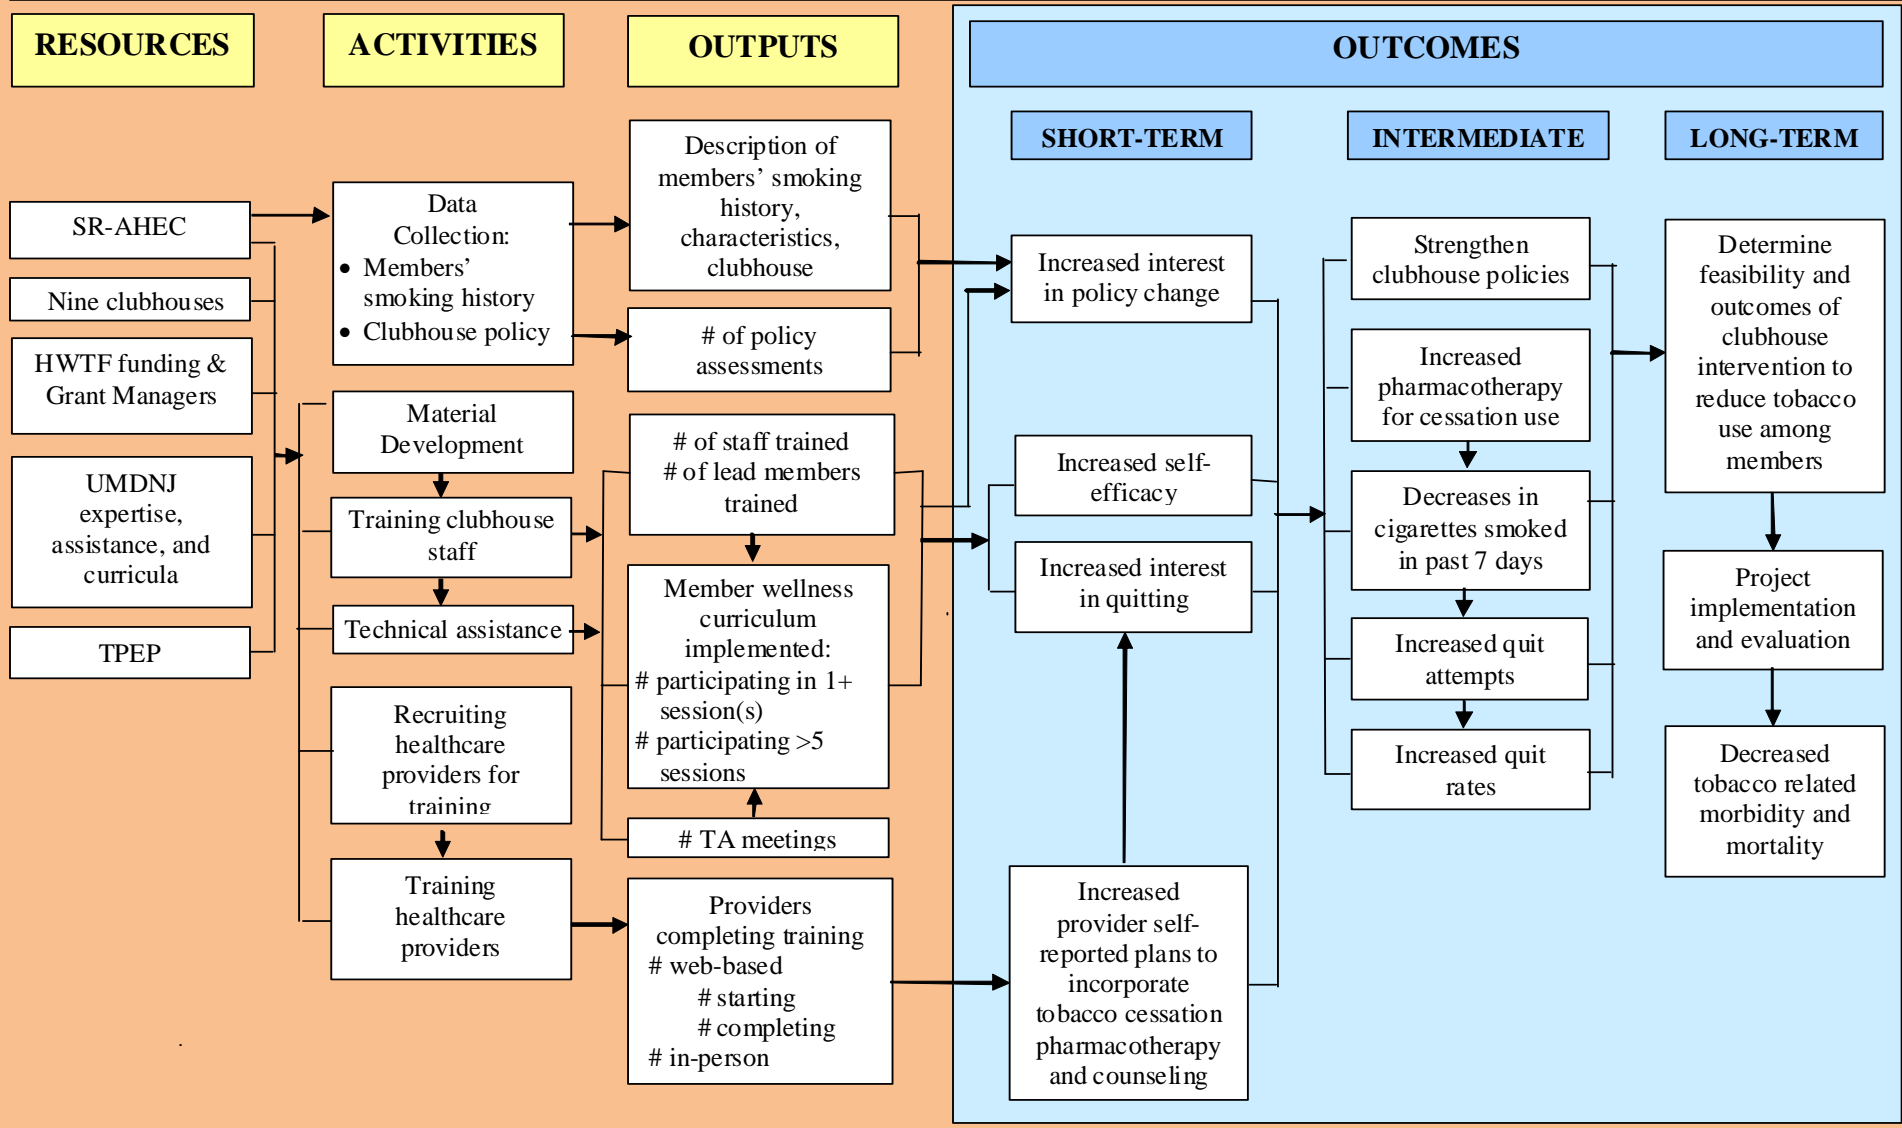 RESOURCES
ACTIVITIES
OUTPUTS
OUTCOMES
SHORT-TERM
INTERMEDIATE
LONG-TERM
SR-AHEC
Nine clubhouses
HWTF funding &
Grant Managers
UMDNJ
expertise,
assistance, and
curricula
TPEP
Data
Collection:
• Members’
smoking history
• Clubhouse policy
Material
Development
Training clubhouse
staff
Technical assistance
Recruiting
healthcare
providers for
training
Training
healthcare
providers
Description of
members’ smoking
history,
characteristics,
clubhouse
# of policy
assessments
# of staff trained
# of lead members
trained
Member wellness
curriculum
implemented:
# participating in 1+
session(s)
# participating >5
sessions
# TA meetings
Providers
completing training
# web-based
# starting
# completing
# in-person
Increased interest
in policy change
Increased self-
efficacy
Increased interest
in quitting
Increased
provider self-
reported plans to
incorporate
tobacco cessation
pharmacotherapy
and counseling
Strengthen
clubhouse policies
Increased
pharmacotherapy
for cessation use
Decreases in
cigarettes smoked
in past 7 days
Increased quit
attempts
Increased quit
rates
Determine
feasibility and
outcomes of
clubhouse
intervention to
reduce tobacco
use among
members
Project
implementation
and evaluation
Decreased
tobacco related
morbidity and
mortality